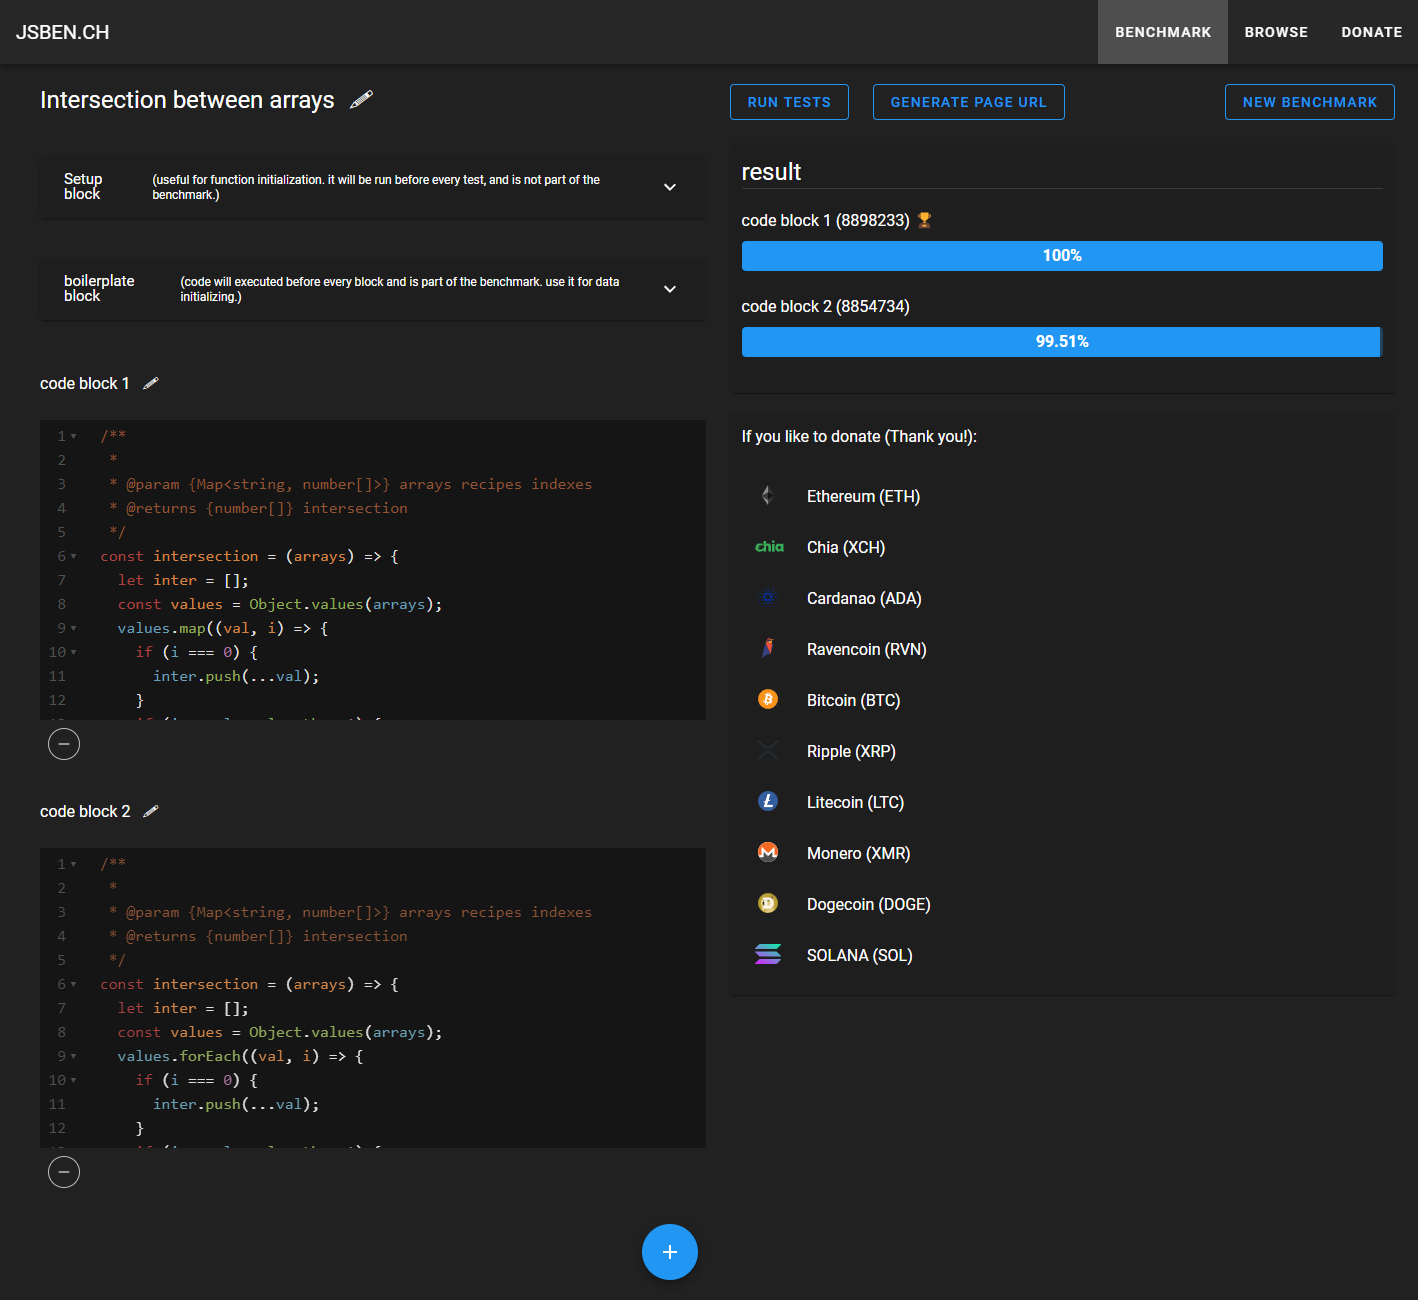 JSBEN.CH
BENCHMARK
BROWSE
DONATE
Intersection between arrays
RUN TESTS
GENERATE PAGE URL
NEW BENCHMARK
Setup block
(useful for function initialization. it will be run before every test, and is not part of the
benchmark.)
boilerplate block
(code will executed before every block and is part of the benchmark. use it for data
initializing.)
code block 1
1 /**
2 *
3 * @param {Map<string, number[]>} arrays recipes indexes
4 * @returns {number[]} intersection
5 */
6 const intersection = (arrays) => {
7 let inter = [];
8 const values = Object.values(arrays);
9 values.map((val, i) => {
10 if (i === 0) {
11 inter.push(...val);
12 }
code block 2
1 /**
2 *
3 * @param {Map<string, number[]>} arrays recipes indexes
4 * @returns {number[]} intersection
5 */
6 const intersection = (arrays) => {
7 let inter = [];
8 const values = Object.values(arrays);
9 values.forEach((val, i) => {
10 if (i === 0) {
11 inter.push(...val);
12 }
result
code block 1 (8898233)
100%
code block 2 (8854734)
99.51%
If you like to donate (Thank you!):
Ethereum (ETH)
chia
Chia (XCH)
Cardanao (ADA)
Ravencoin (RVN)
Bitcoin (BTC)
Ripple (XRP)
Litecoin (LTC)
Monero (XMR)
Dogecoin (DOGE)
SOLANA (SOL)